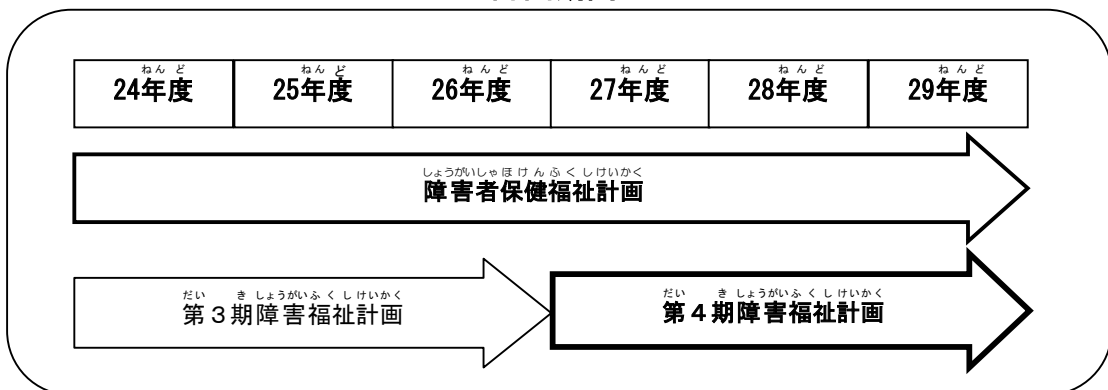 ねんど ねんど ねんど ねんど ねんど ねんど
24年度 25年度 26年度 27年度 28年度 29年度
しょうがいしゃほけんふくしけいかく
障害者保健福祉計画
だい き しょうがいふくしけいかく だい き しょうがいふくしけいかく
第３期障害福祉計画 第４期障害福祉計画